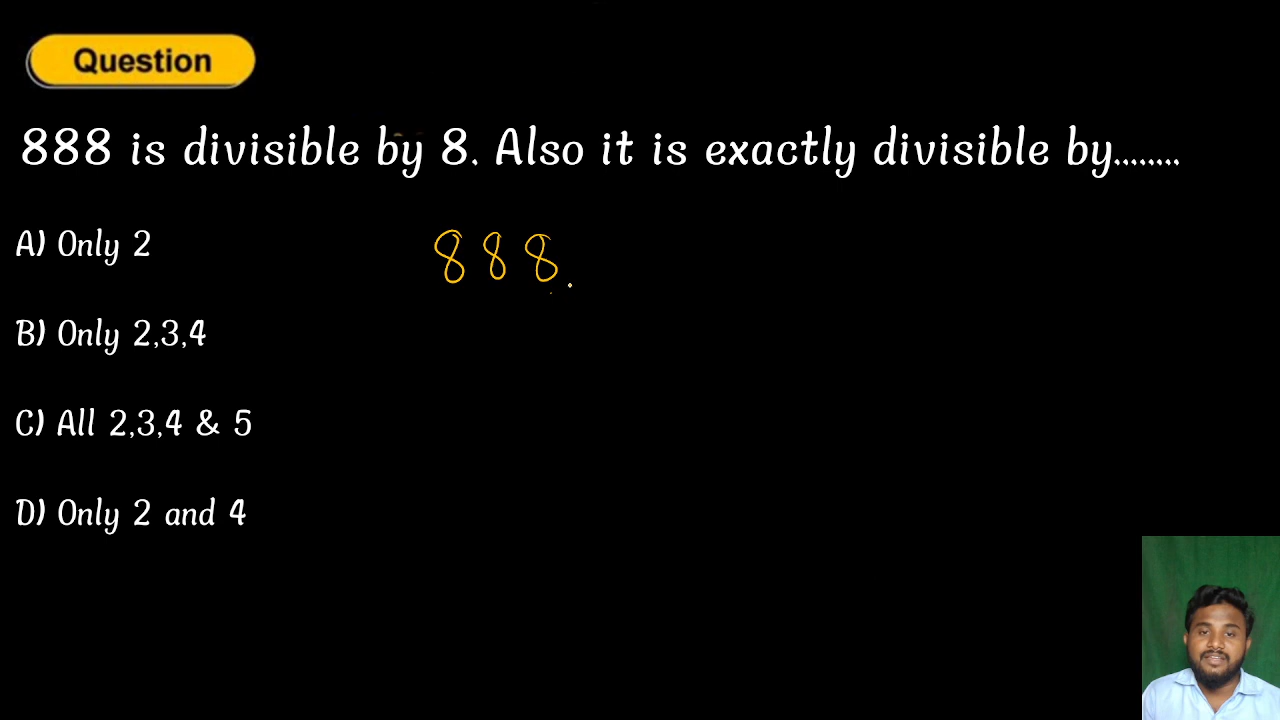 Question
888 is divisible by 8. Also it is exactly divisible by........
A) Only 2
888.
B) Only 2,3,4
C) All 2,3,4 & 5
D) Only 2 and 4